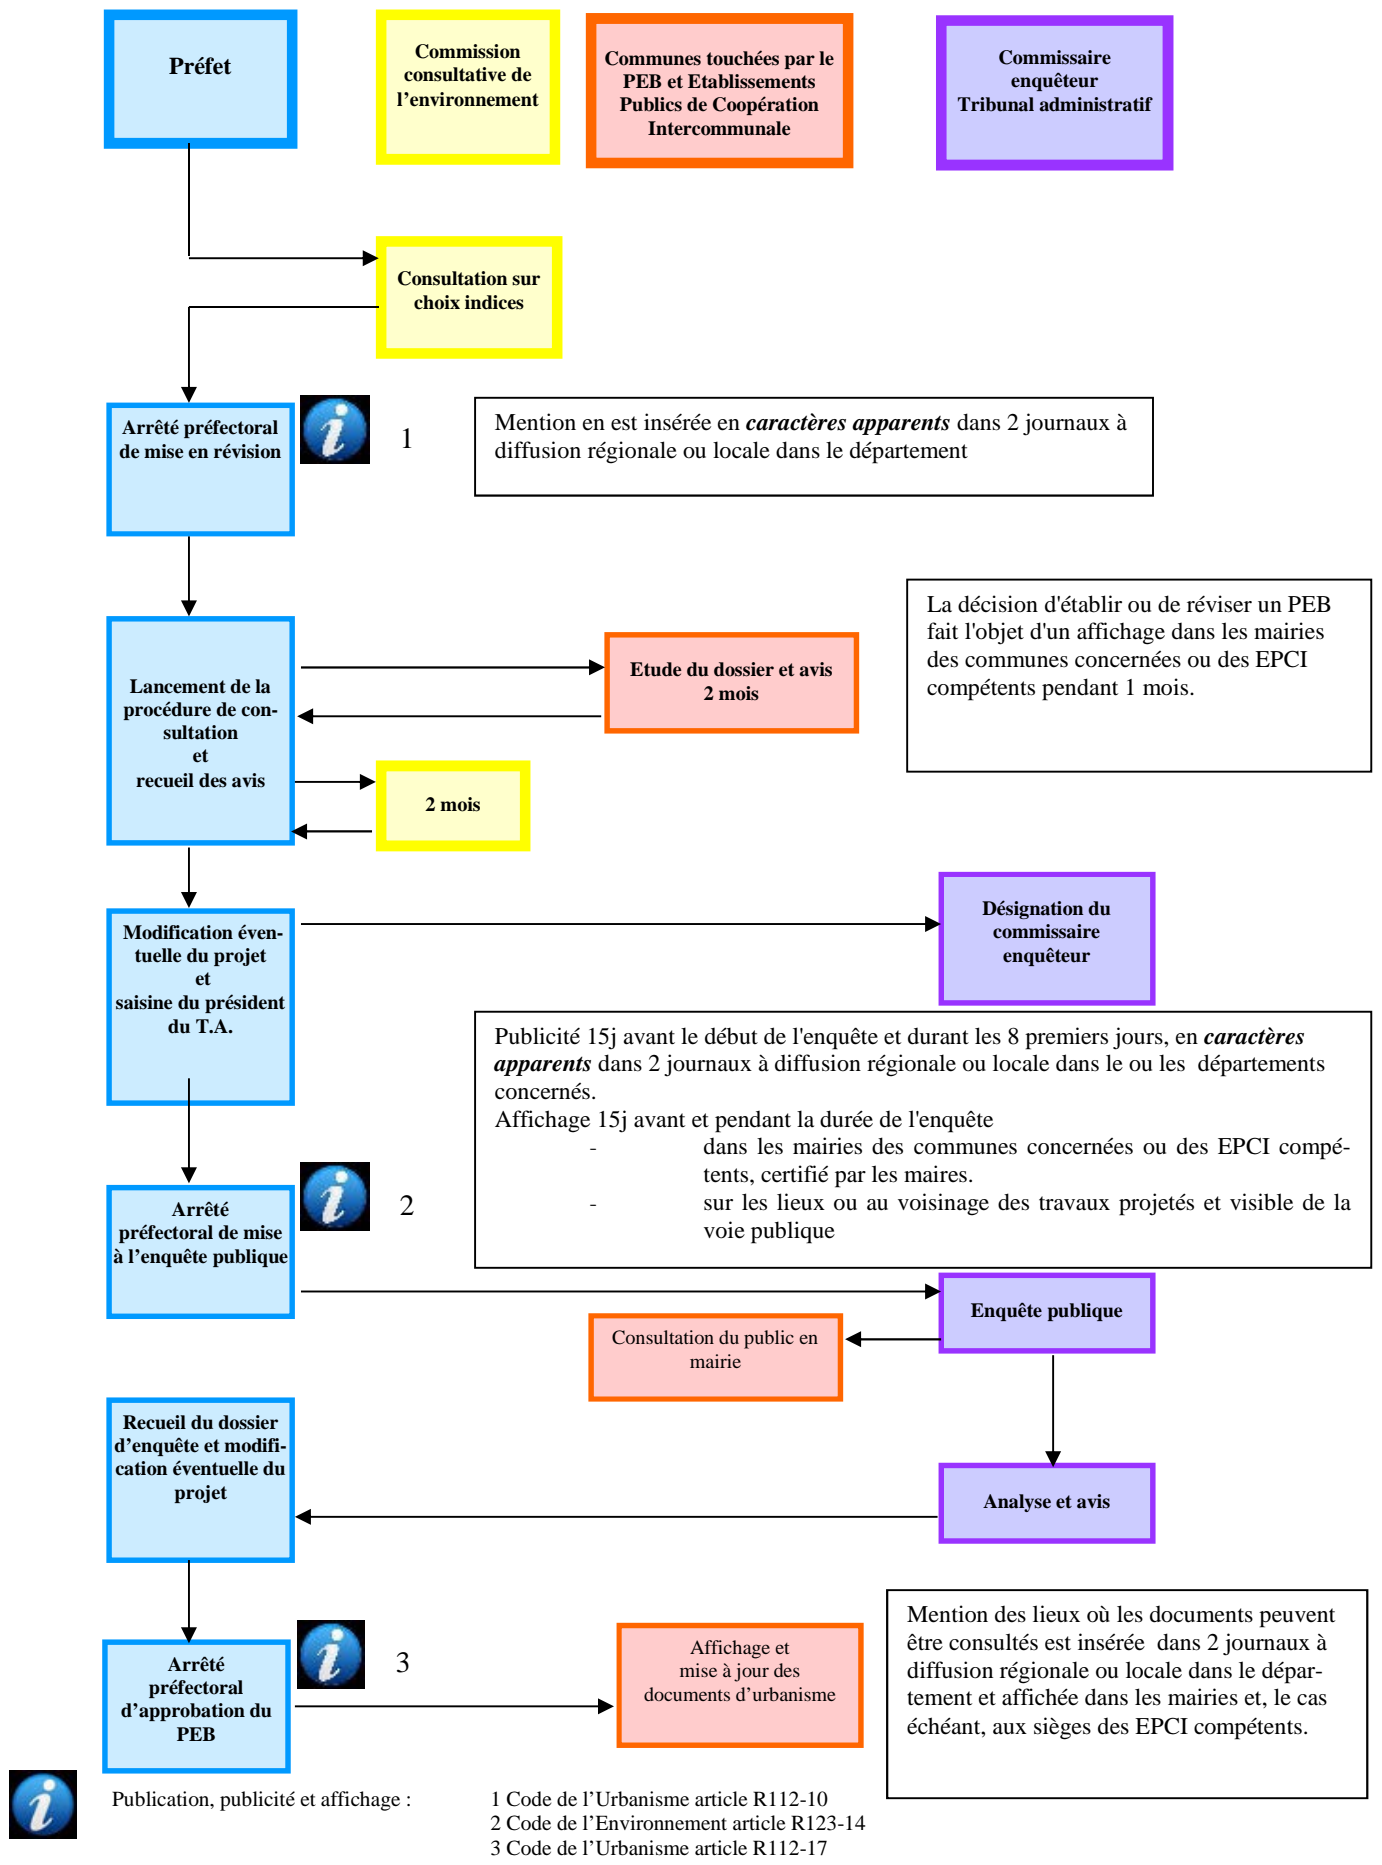 Préfet
Commission
consultative de
l’environnement
Communes touchées par le
PEB et Etablissements
Publics de Coopération
Intercommunale
Commissaire
enquêteur
Tribunal administratif
Consultation sur
choix indices
Arrêté préfectoral
de mise en révision
i
1
Mention en est insérée en caractères apparents dans 2 journaux à
diffusion régionale ou locale dans le département
La décision d'établir ou de réviser un PEB
fait l'objet d'un affichage dans les mairies
des communes concernées ou des EPCI
compétents pendant 1 mois.
Lancement de la
procédure de con-
sultation
et
recueil des avis
Etude du dossier et avis
2 mois
2 mois
Modification éven-
tuelle du projet
et
saisine du président
du T.A.
Désignation du
commissaire
enquêteur
Publicité 15j avant le début de l'enquête et durant les 8 premiers jours, en caractères
apparents dans 2 journaux à diffusion régionale ou locale dans le ou les départements
concernés.
Affichage 15j avant et pendant la durée de l'enquête
- dans les mairies des communes concernées ou des EPCI compé-
tents, certifié par les maires.
- sur les lieux ou au voisinage des travaux projetés et visible de la
voie publique
Arrêté
préfectoral de mise
à l’enquête publique
i
2
Enquête publique
Consultation du public en
mairie
Recueil du dossier
d’enquête et modifi-
cation éventuelle du
projet
Analyse et avis
Arrêté
préfectoral
d’approbation du
PEB
i
3
Affichage et
mise à jour des
documents d’urbanisme
Mention des lieux où les documents peuvent
être consultés est insérée dans 2 journaux à
diffusion régionale ou locale dans le dépar-
tement et affichée dans les mairies et, le cas
échéant, aux sièges des EPCI compétents.
i
Publication, publicité et affichage :
1 Code de l’Urbanisme article R112-10
2 Code de l’Environnement article R123-14
3 Code de l’Urbanisme article R112-17